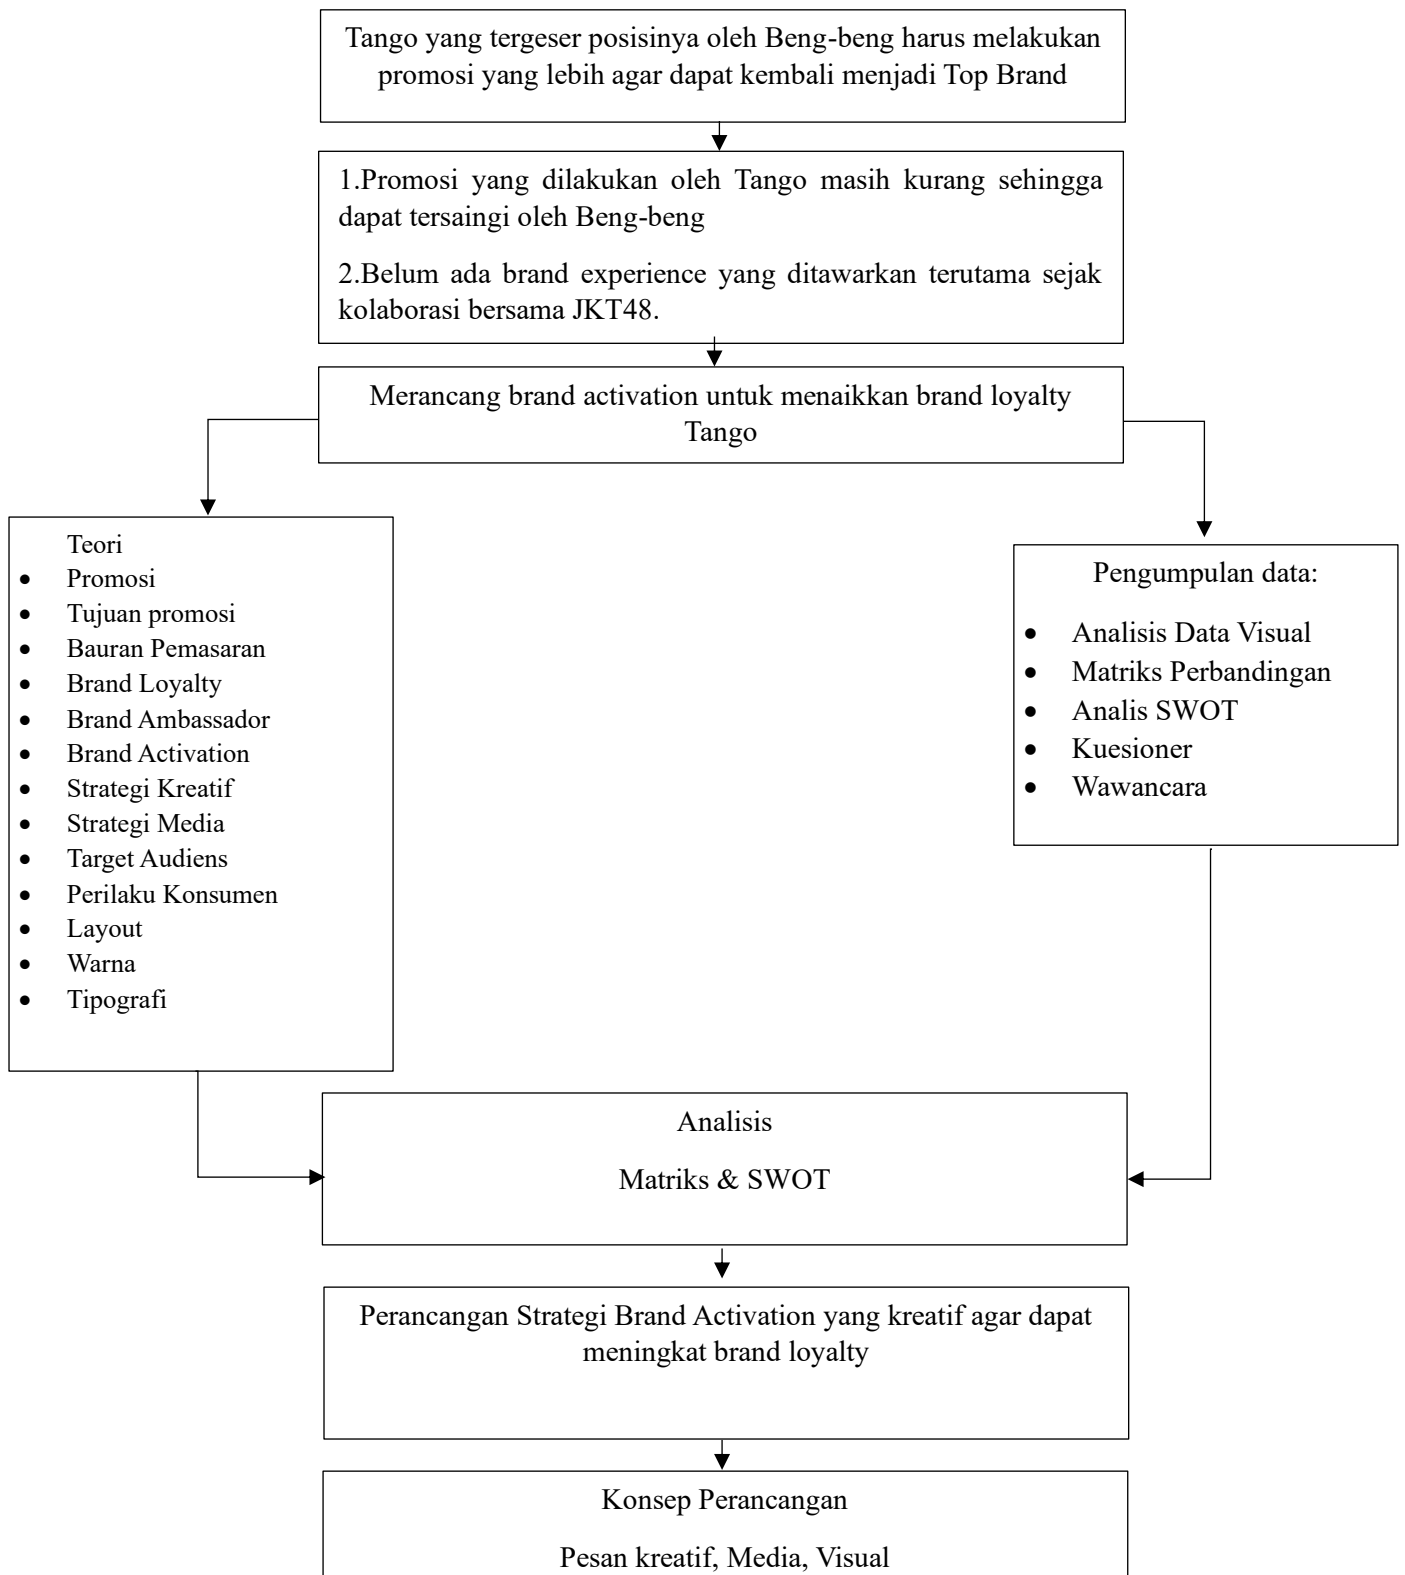 Tango yang tergeser posisinya oleh Beng-beng harus melakukan
promosi yang lebih agar dapat kembali menjadi Top Brand
1.Promosi yang dilakukan oleh Tango masih kurang sehingga
dapat tersaingi oleh Beng-beng
2.Belum ada brand experience yang ditawarkan terutama sejak
kolaborasi bersama JKT48.
Merancang brand activation untuk menaikkan brand loyalty
Tango
Teori
• Promosi
• Tujuan promosi
• Bauran Pemasaran
• Brand Loyalty
• Brand Ambassador
• Brand Activation
• Strategi Kreatif
• Strategi Media
• Target Audiens
• Perilaku Konsumen
• Layout
• Warna
• Tipografi
Pengumpulan data:
• Analisis Data Visual
• Matriks Perbandingan
• Analis SWOT
• Kuesioner
• Wawancara
Analisis
Matriks & SWOT
Perancangan Strategi Brand Activation yang kreatif agar dapat
meningkat brand loyalty
Konsep Perancangan
Pesan kreatif, Media, Visual